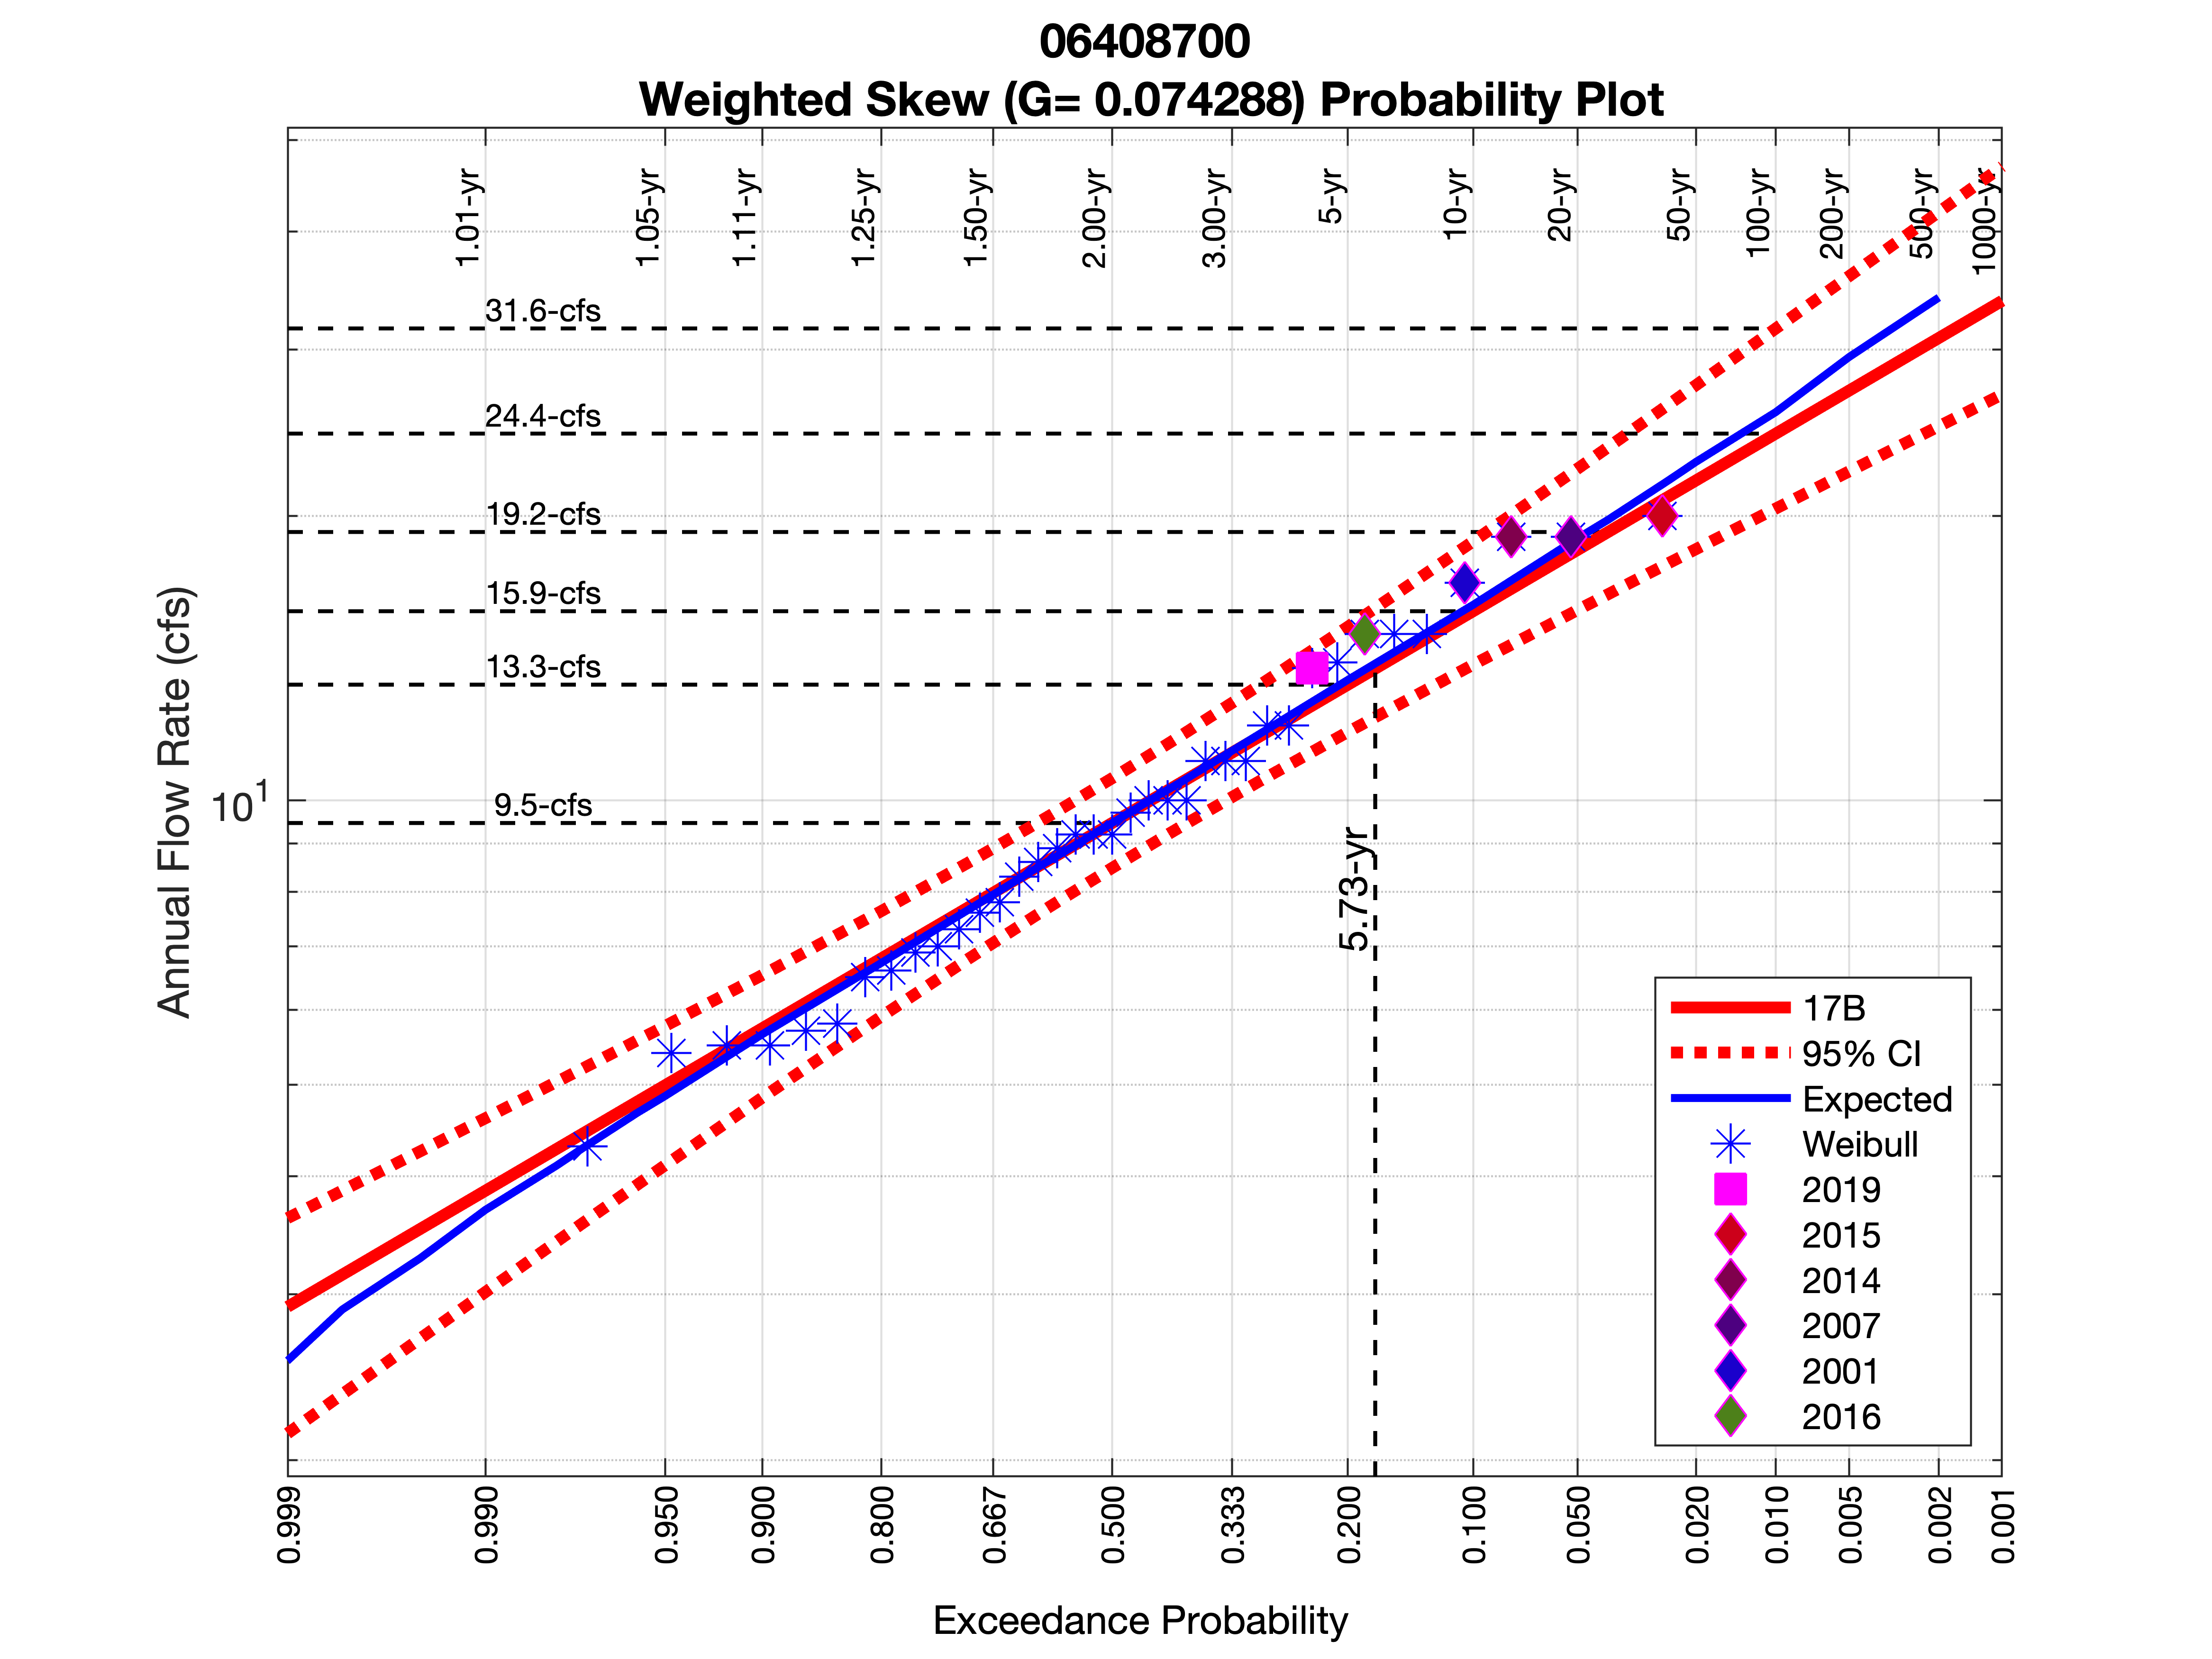 06408700
Weighted Skew (G= 0.074288) Probability Plot
1.01-yr
1.05-yr
1.11-yr
1.25-yr
1.50-yr
2.00-yr
3.00-yr
5-yr
10-yr
20-yr
50-yr
100-yr
200-yr
500-yr
1000-yr
31.6-cfs
24.4-cfs
19.2-cfs
15.9-cfs
13.3-cfs
9.5-cfs
5.73-yr
Annual Flow Rate (cfs)
10¹
17B
95% CI
Expected
Weibull
2019
2015
2014
2007
2001
2016
0.999
0.990
0.950
0.900
0.800
0.667
0.500
0.333
0.200
0.100
0.050
0.020
0.010
0.005
0.002
0.001
Exceedance Probability